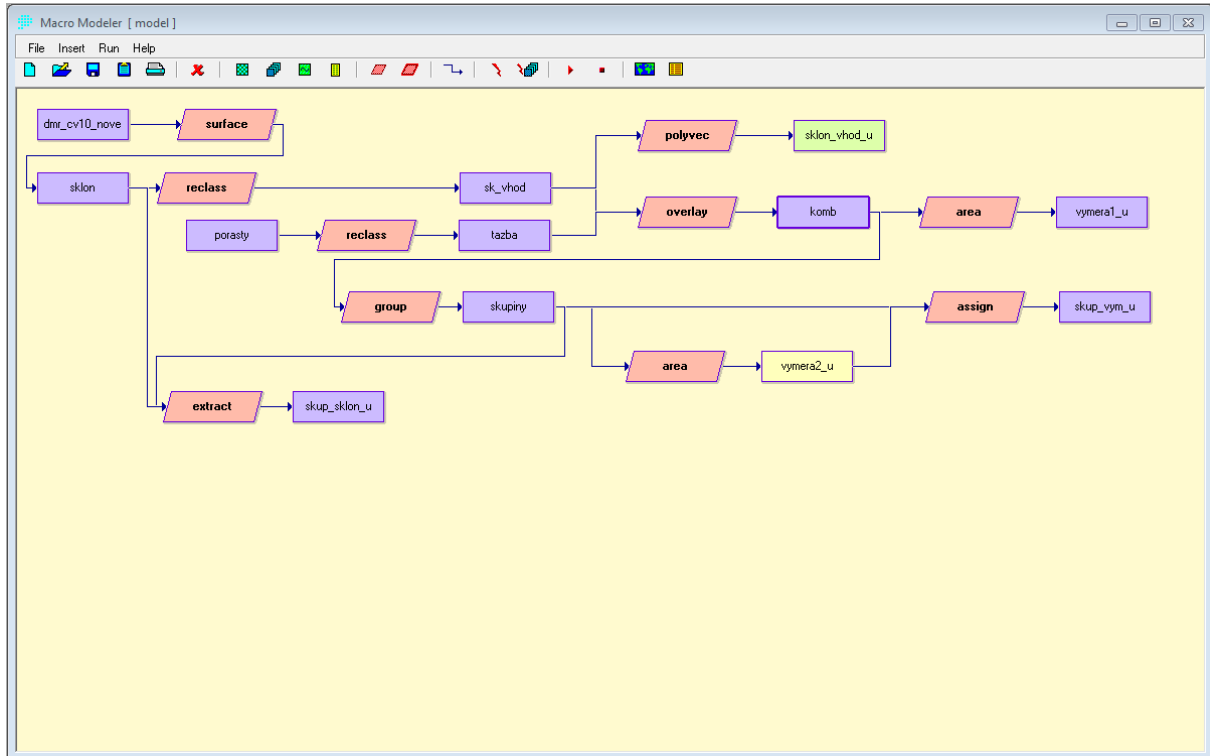 Macro Modeler [ model ]
File Insert Run Help
dmr_cv10_nove surface polyvec sklon_vhod_u
sklon reclass sk_vhod
overlay komb area vymera1_u
porasty reclass tazba
group skupiny assign skup_vym_u
area vymera2_u
extract skup_sklon_u